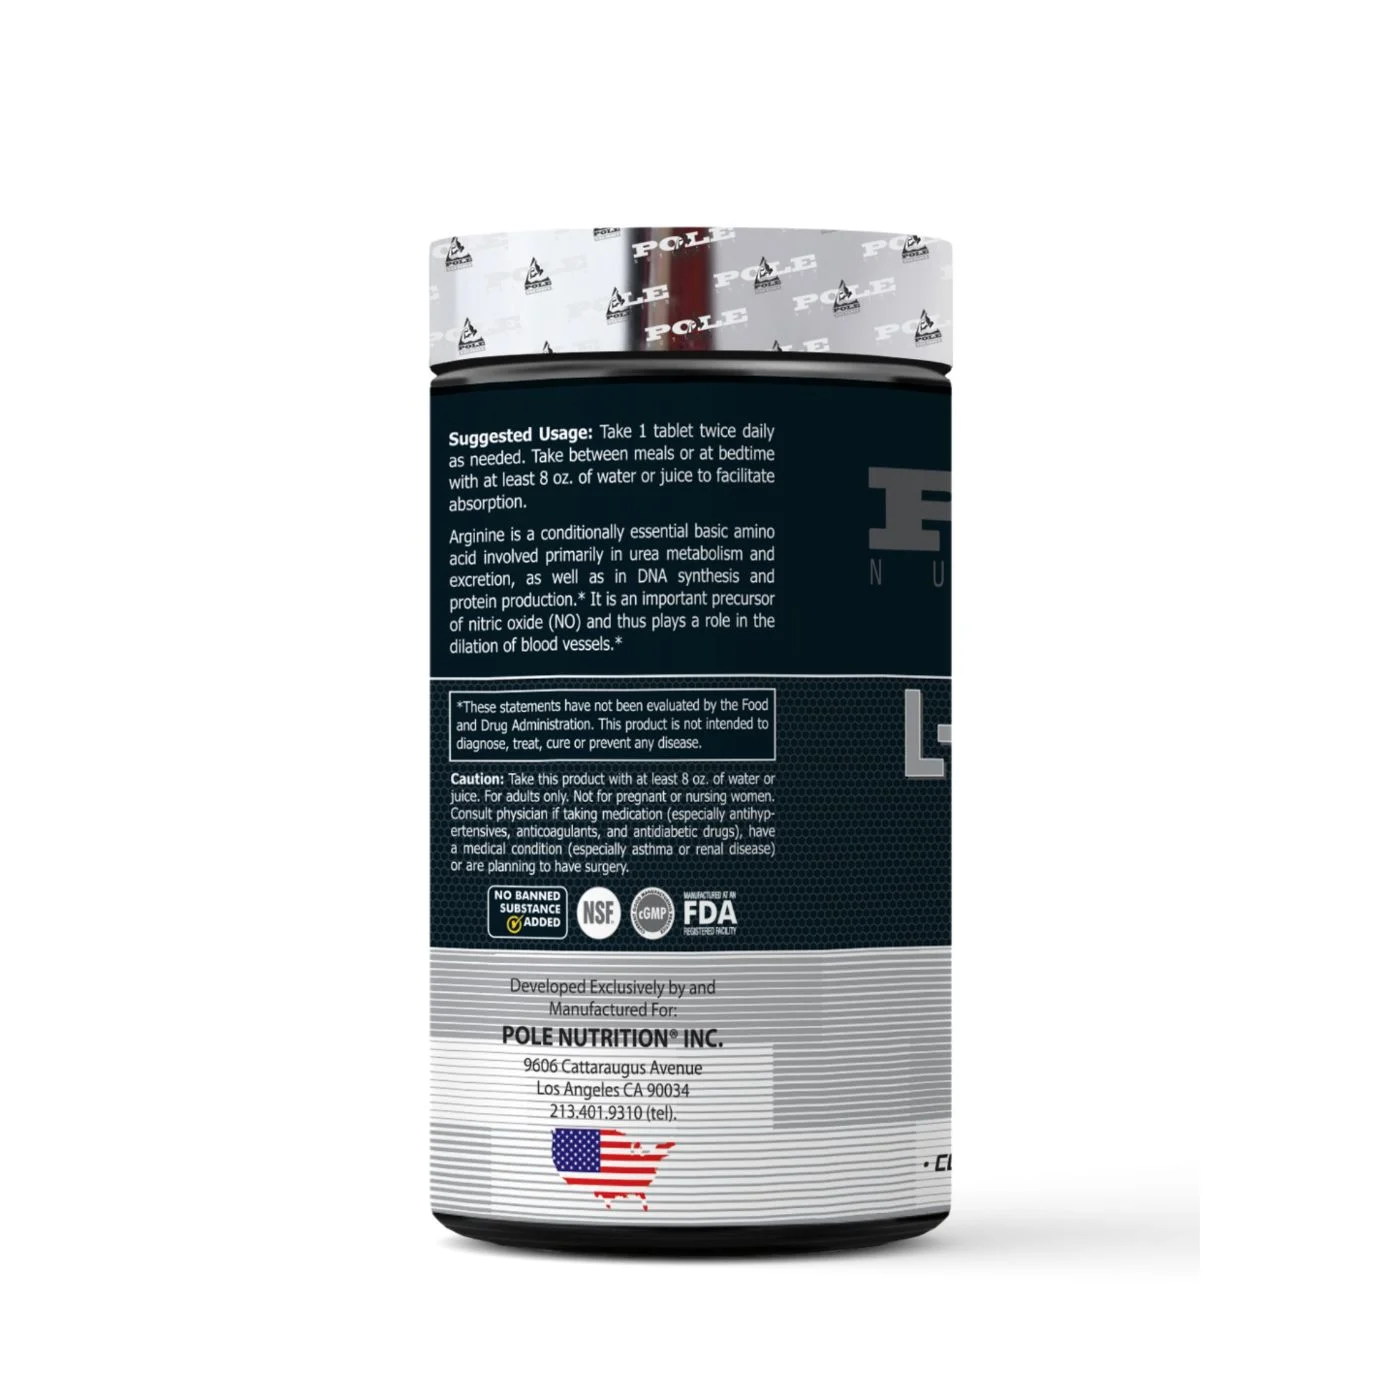 POLE
POLE
POLE
POLE
POLE
POLE
POLE
POLE
Suggested Usage: Take 1 tablet twice daily
as needed. Take between meals or at bedtime
with at least 8 oz. of water or juice to facilitate
absorption.
Arginine is a conditionally essential basic amino
acid involved primarily in urea metabolism and
excretion, as well as in DNA synthesis and
protein production.* It is an important precursor
of nitric oxide (NO) and thus plays a role in the
dilation of blood vessels.*
N U
*These statements have not been evaluated by the Food
and Drug Administration. This product is not intended to
diagnose, treat, cure or prevent any disease.
L-
Caution: Take this product with at least 8 oz. of water or
juice. For adults only. Not for pregnant or nursing women.
Consult physician if taking medication (especially antihyp-
ertensives, anticoagulants, and antidiabetic drugs), have
a medical condition (especially asthma or renal disease)
or are planning to have surgery.
NO BANNED
SUBSTANCE
ADDED
NSF
cGMP
MANUFACTURED AT AN
FDA
REGISTERED FACILITY
Developed Exclusively by and
Manufactured For:
POLE NUTRITION® INC.
9606 Cattaraugus Avenue
Los Angeles CA 90034
213.401.9310 (tel).